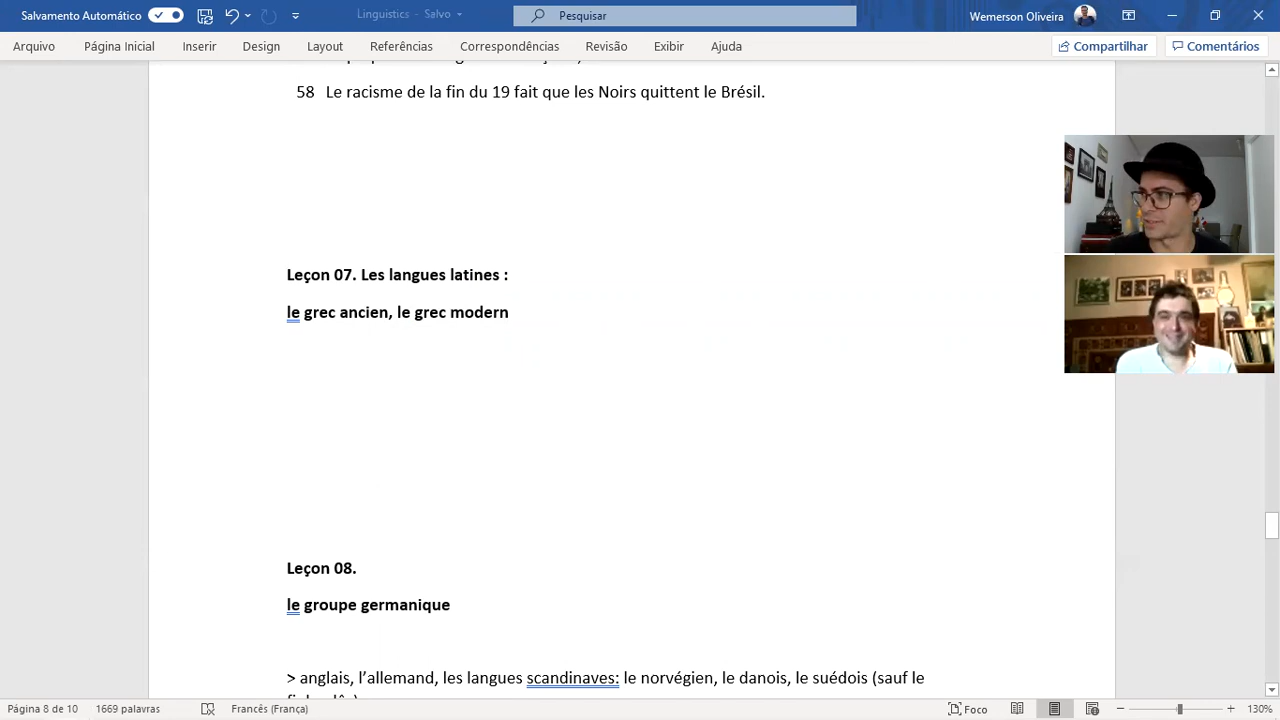 Salvamento Automático
Linguistics - Salvo
Pesquisar
Wemerson Oliveira
Arquivo Página Inicial Inserir Design Layout Referências Correspondências Revisão Exibir Ajuda Compartilhar Comentários
58 Le racisme de la fin du 19 fait que les Noirs quittent le Brésil.
Leçon 07. Les langues latines :
le grec ancien, le grec modern
Leçon 08.
le groupe germanique
> anglais, l'allemand, les langues scandinaves: le norvégien, le danois, le suédois (sauf le
Página 8 de 10 1669 palavras Francês (França) Foco 130%